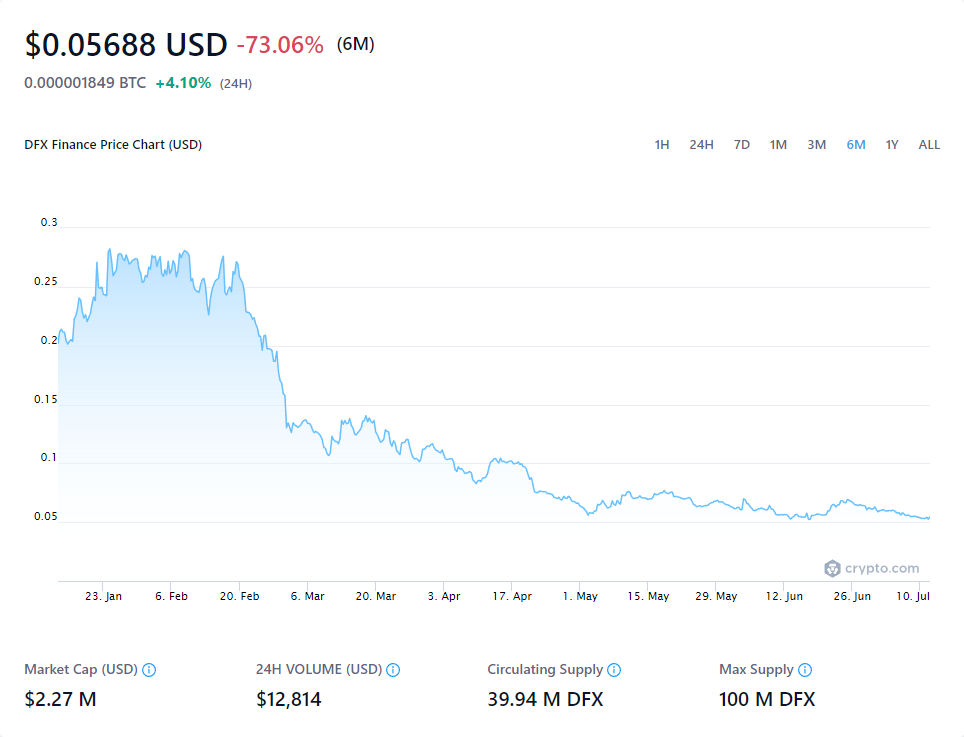 $0.05688 USD -73.06% (6M)
0.000001849 BTC +4.10% (24H)
DFX Finance Price Chart (USD) 1H 24H 7D 1M 3M 6M 1Y ALL
0.3
0.25
0.2
0.15
0.1
0.05
crypto.com
23. Jan 6. Feb 20. Feb 6. Mar 20. Mar 3. Apr 17. Apr 1. May 15. May 29. May 12. Jun 26. Jun 10. Jul
Market Cap (USD) 24H VOLUME (USD) Circulating Supply Max Supply
$2.27 M $12,814 39.94 M DFX 100 M DFX